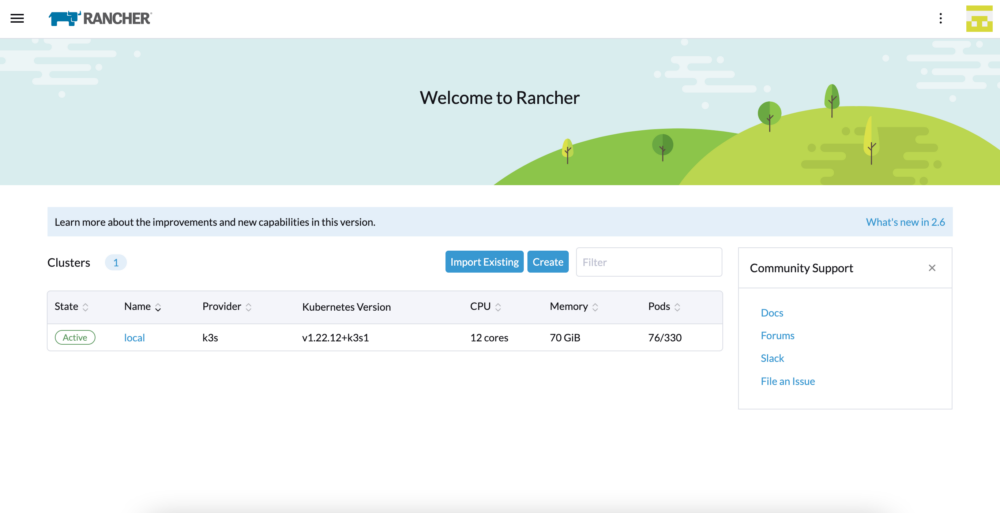 RANCHER
Welcome to Rancher
Learn more about the improvements and new capabilities in this version. What's new in 2.6
Clusters 1 Import Existing Create Filter
State Name Provider Kubernetes Version CPU Memory Pods
Active local k3s v1.22.12+k3s1 12 cores 70 GiB 76/330
Community Support
Docs
Forums
Slack
File an Issue